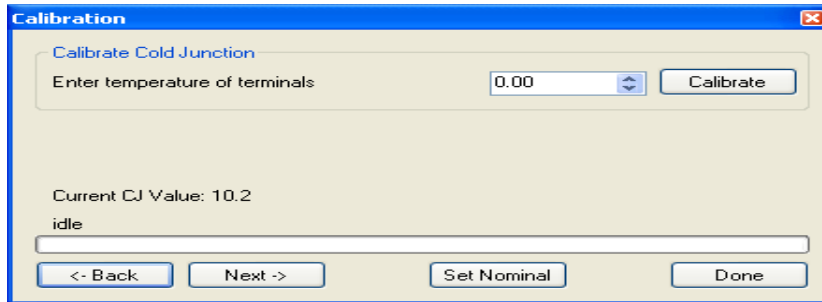 Calibration
Calibrate Cold Junction
Enter temperature of terminals 0.00 Calibrate
Current CJ Value: 10.2
idle
<- Back Next -> Set Nominal Done